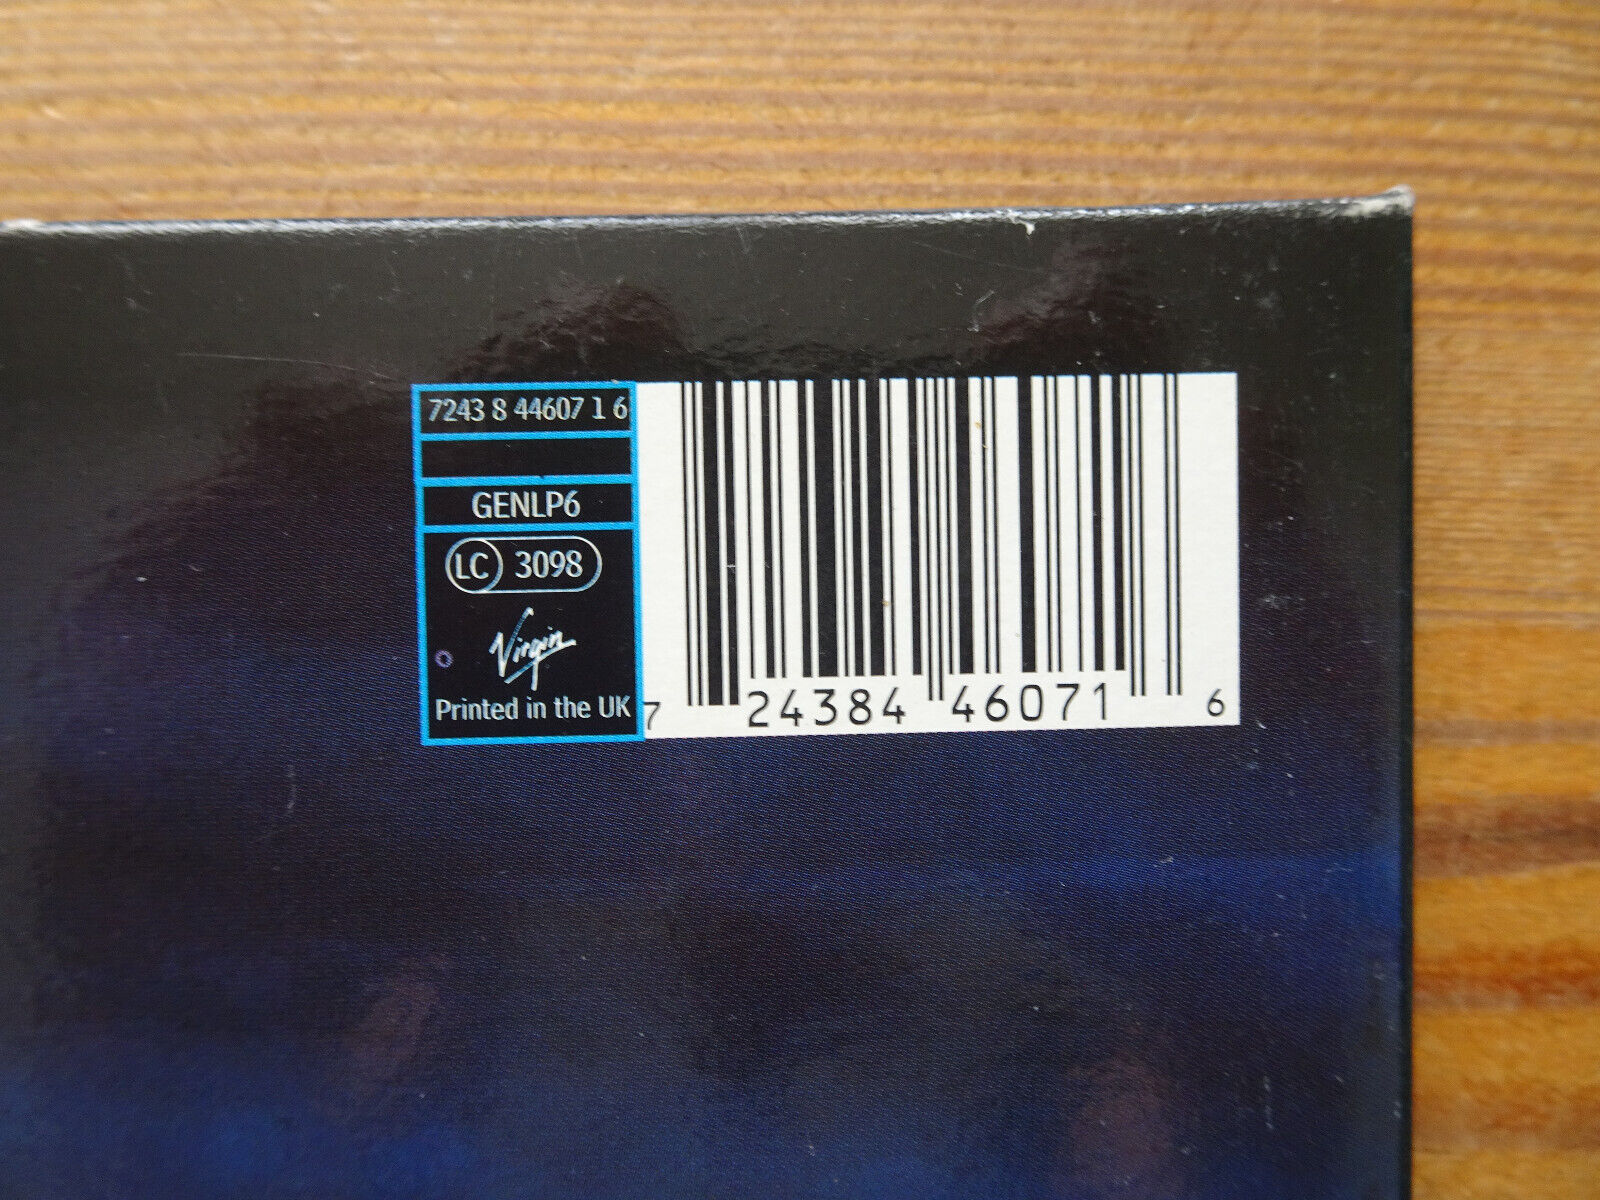 7243 8 44607 1 6
GENLP6
LC 3098
Virgin
Printed in the UK
7 24384 46071 6